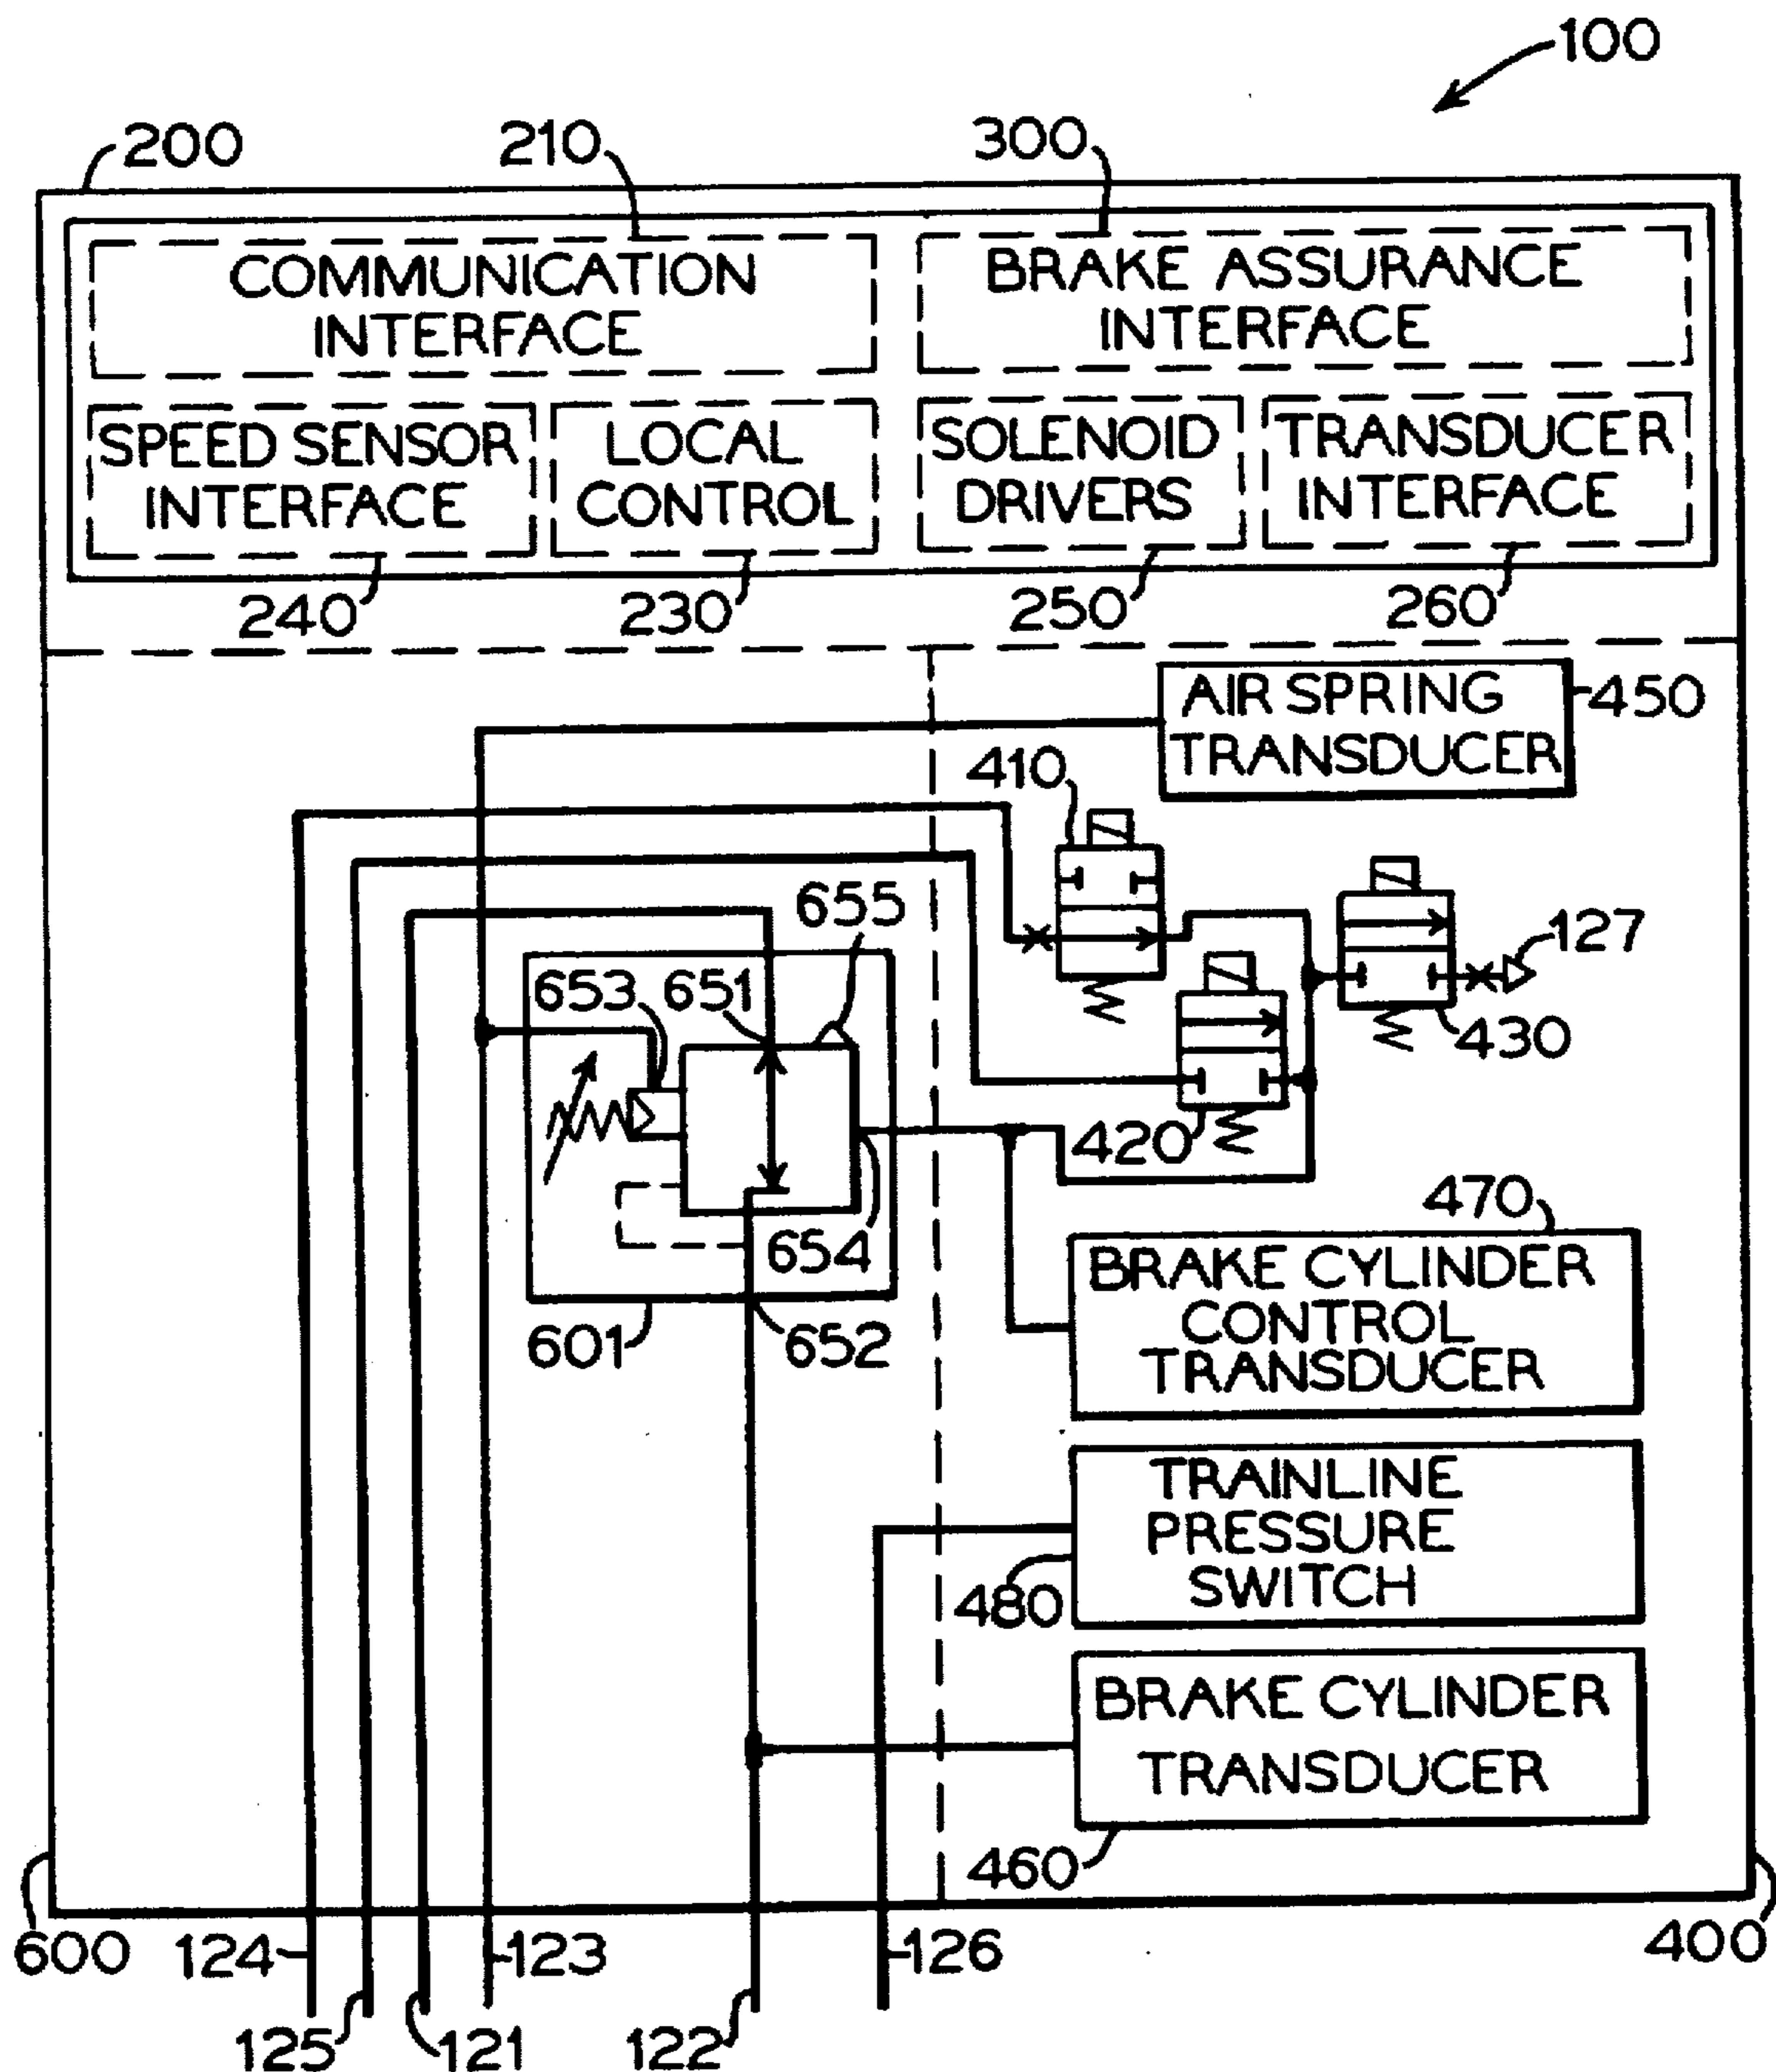 100
200
210
300
COMMUNICATION
INTERFACE
BRAKE ASSURANCE
INTERFACE
SPEED SENSOR
INTERFACE
LOCAL
CONTROL
SOLENOID
DRIVERS
TRANSDUCER
INTERFACE
240
230
250
260
AIR SPRING
TRANSDUCER
450
410
655
127
653
651
430
420
654
470
BRAKE CYLINDER
CONTROL
TRANSDUCER
601
652
TRAINLINE
PRESSURE
SWITCH
480
BRAKE CYLINDER
TRANSDUCER
460
600
124
123
126
400
125
121
122